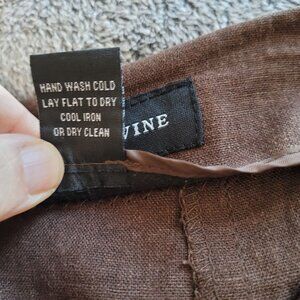 HAND WASH COLD
LAY FLAT TO DRY
COOL IRON
OR DRY CLEAN
VINE